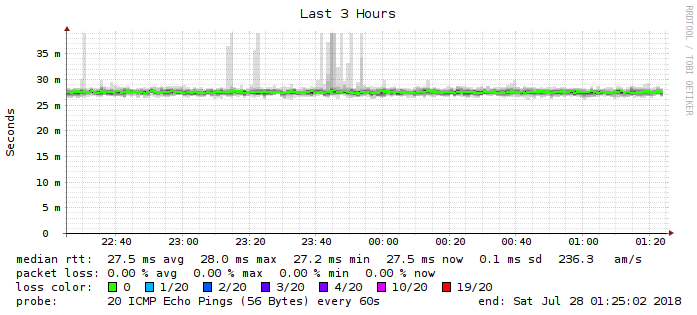 Last 3 Hours
RRDTOOL / TOBI OETIKER
Seconds
35 m
30 m
25 m
20 m
15 m
10 m
5 m
0
22:40 23:00 23:20 23:40 00:00 00:20 00:40 01:00 01:20
median rtt: 27.5 ms avg 28.0 ms max 27.2 ms min 27.5 ms now 0.1 ms sd 236.3 am/s
packet loss: 0.00 % avg 0.00 % max 0.00 % min 0.00 % now
loss color: 0 1/20 2/20 3/20 4/20 10/20 19/20
probe: 20 ICMP Echo Pings (56 Bytes) every 60s end: Sat Jul 28 01:25:02 2018